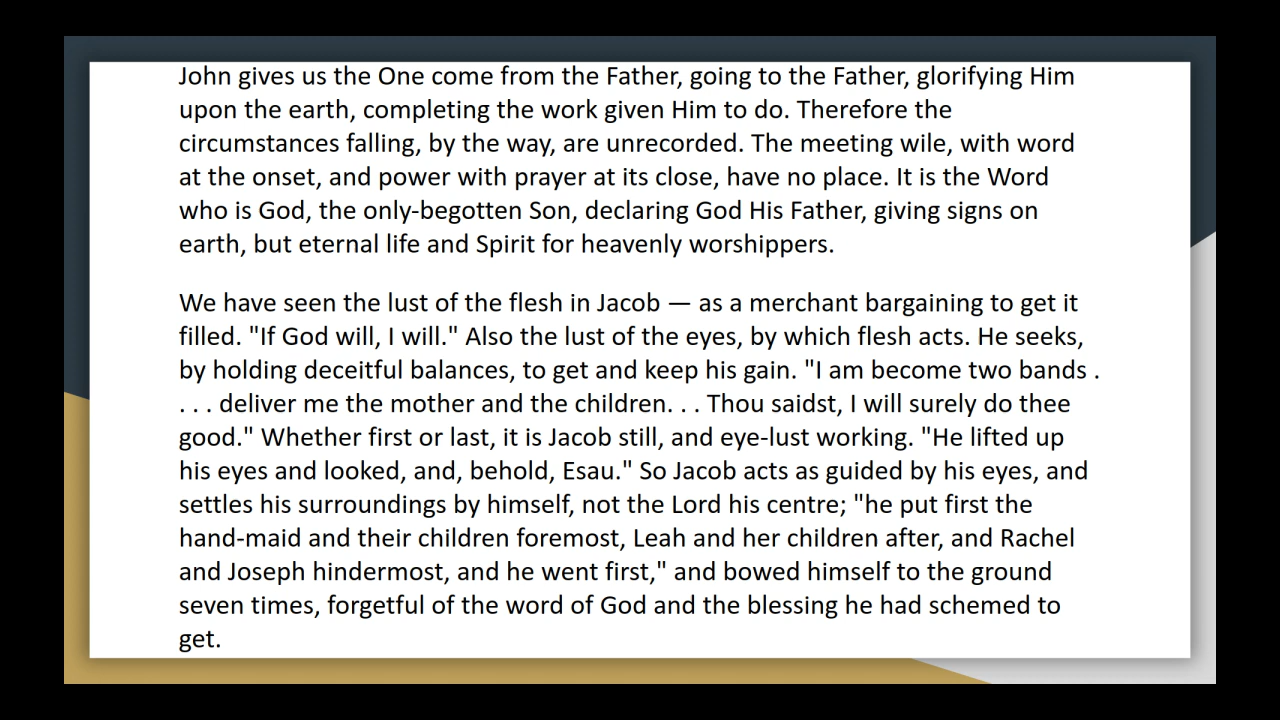 John gives us the One come from the Father, going to the Father, glorifying Him
upon the earth, completing the work given Him to do. Therefore the
circumstances falling, by the way, are unrecorded. The meeting wile, with word
at the onset, and power with prayer at its close, have no place. It is the Word
who is God, the only-begotten Son, declaring God His Father, giving signs on
earth, but eternal life and Spirit for heavenly worshippers.
We have seen the lust of the flesh in Jacob — as a merchant bargaining to get it
filled. "If God will, I will." Also the lust of the eyes, by which flesh acts. He seeks,
by holding deceitful balances, to get and keep his gain. "I am become two bands .
. . . deliver me the mother and the children. . . Thou saidst, I will surely do thee
good." Whether first or last, it is Jacob still, and eye-lust working. "He lifted up
his eyes and looked, and, behold, Esau." So Jacob acts as guided by his eyes, and
settles his surroundings by himself, not the Lord his centre; "he put first the
hand-maid and their children foremost, Leah and her children after, and Rachel
and Joseph hindermost, and he went first," and bowed himself to the ground
seven times, forgetful of the word of God and the blessing he had schemed to
get.